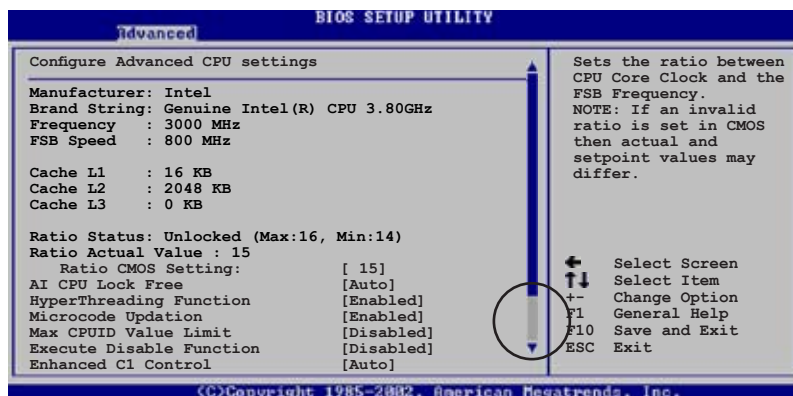 BIOS SETUP UTILITY
Advanced
Configure Advanced CPU settings
Manufacturer: Intel
Brand String: Genuine Intel(R) CPU 3.80GHz
Frequency : 3000 MHz
FSB Speed : 800 MHz
Cache L1 : 16 KB
Cache L2 : 2048 KB
Cache L3 : 0 KB
Ratio Status: Unlocked (Max:16, Min:14)
Ratio Actual Value : 15
Ratio CMOS Setting: [ 15]
AI CPU Lock Free [Auto]
HyperThreading Function [Enabled]
Microcode Updation [Enabled]
Max CPUID Value Limit [Disabled]
Execute Disable Function [Disabled]
Enhanced C1 Control [Auto]
Sets the ratio between
CPU Core Clock and the
FSB Frequency.
NOTE: If an invalid
ratio is set in CMOS
then actual and
setpoint values may
differ.
Select Screen
Select Item
+- Change Option
F1 General Help
F10 Save and Exit
ESC Exit
(C)Copyright 1985-2002, American Megatrends, Inc.